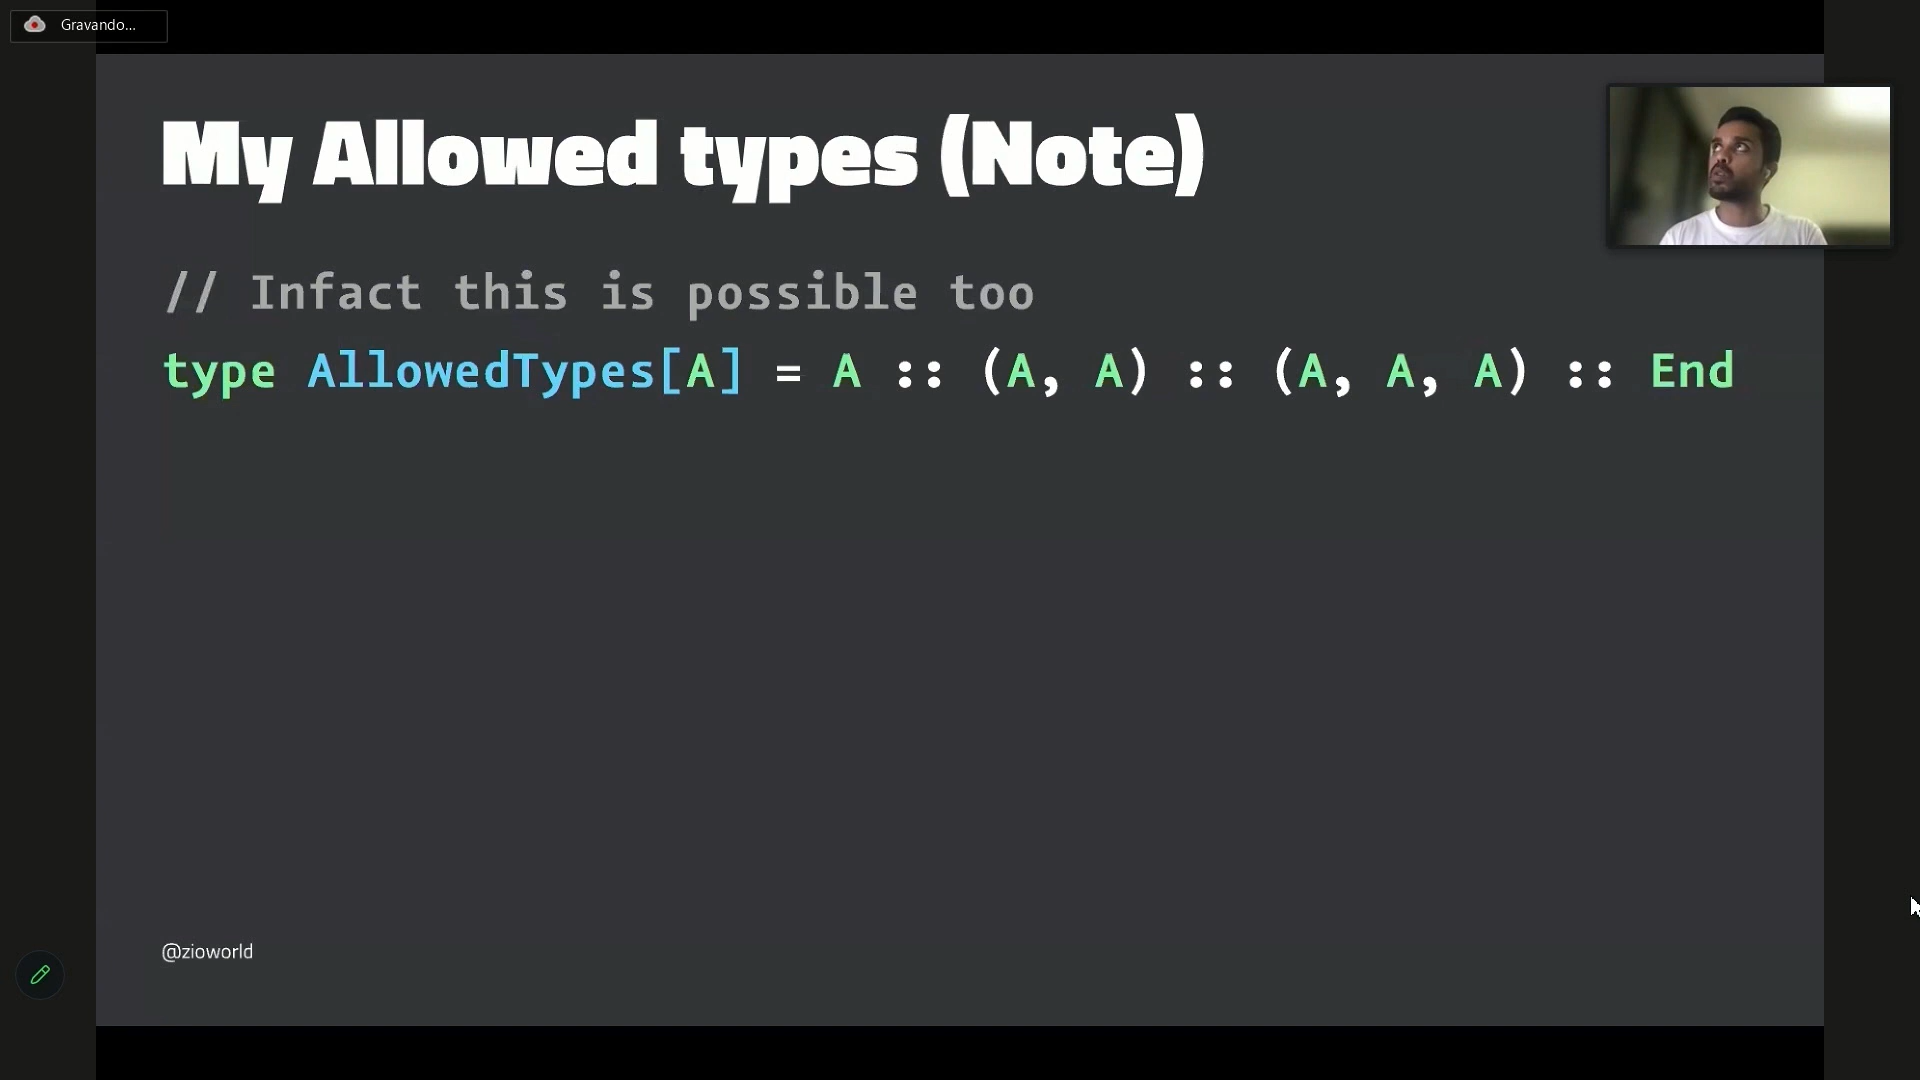 Gravando...
My Allowed types (Note)
// Infact this is possible too
type AllowedTypes[A] = A :: (A, A) :: (A, A, A) :: End
@zioworld